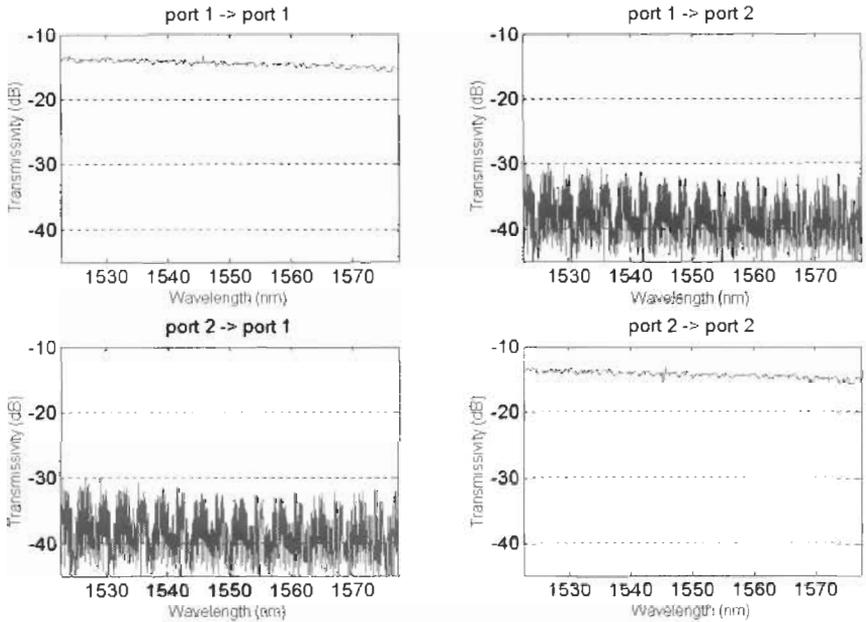 port 1 -> port 1
-10
-20
-30
-40
Transmissivity (dB)
1530 1540 1550 1560 1570
Wavelength (nm)
port 1 -> port 2
-10
-20
-30
-40
Transmissivity (dB)
1530 1540 1550 1560 1570
Wavelength (nm)
port 2 -> port 1
-10
-20
-30
-40
Transmissivity (dB)
1530 1540 1550 1560 1570
Wavelength (nm)
port 2 -> port 2
-10
-20
-30
-40
Transmissivity (dB)
1530 1540 1550 1560 1570
Wavelength (nm)